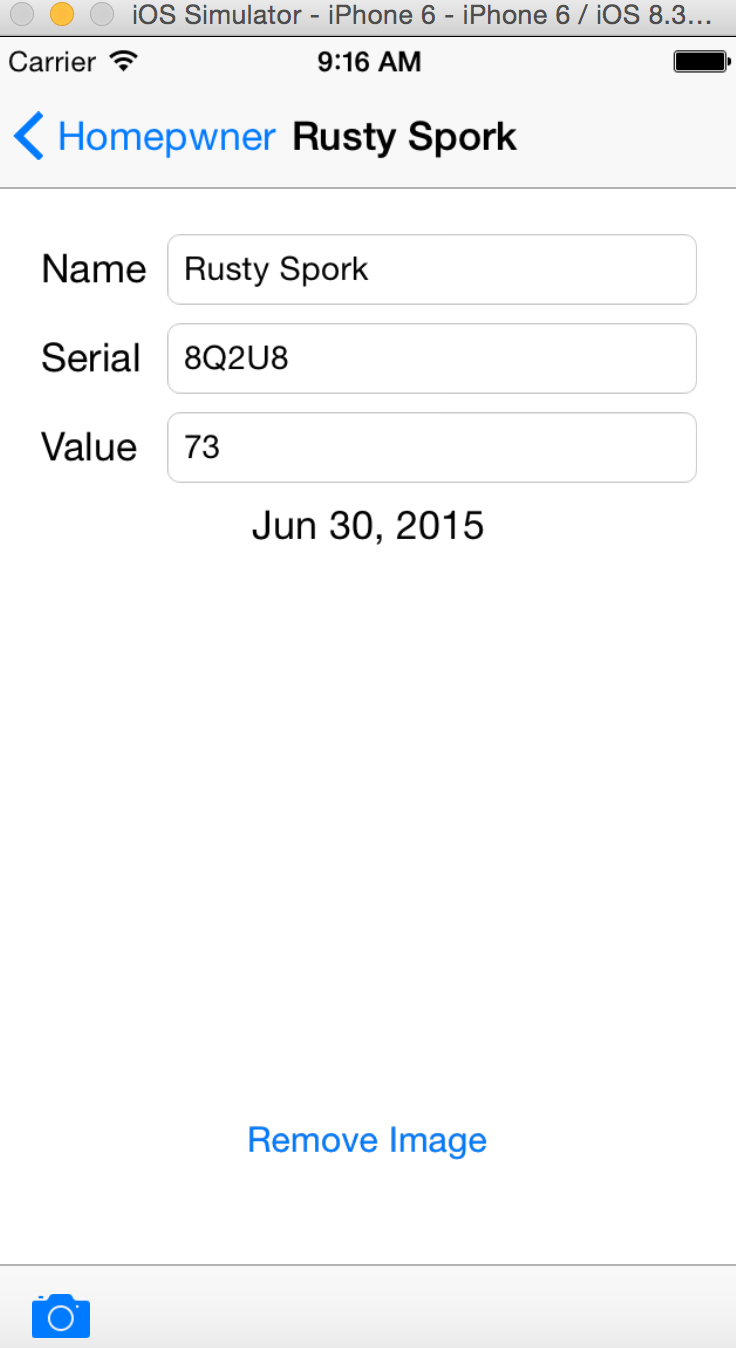 iOS Simulator - iPhone 6 - iPhone 6 / iOS 8.3...
Carrier 9:16 AM
Homepwner Rusty Spork
Name Rusty Spork
Serial 8Q2U8
Value 73
Jun 30, 2015
Remove Image